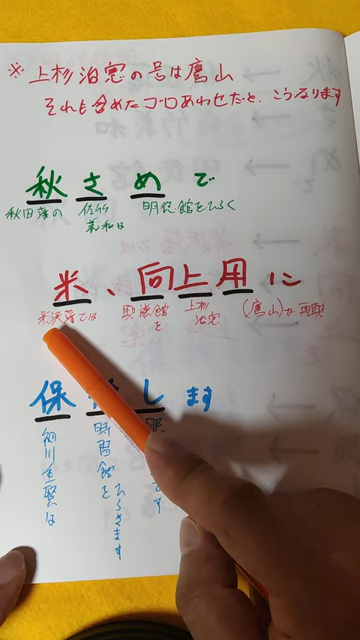 ※ 上杉治憲の号は鷹山
それも含めたゴロあわせだと、こうなります
秋さめで
秋田藩の 佐竹義和は 明徳館をひらく
米、向上用に
米沢藩では 興譲館を 上杉治憲 (鷹山)が再興
保 します
細川重賢は 時習館を ひらきます です